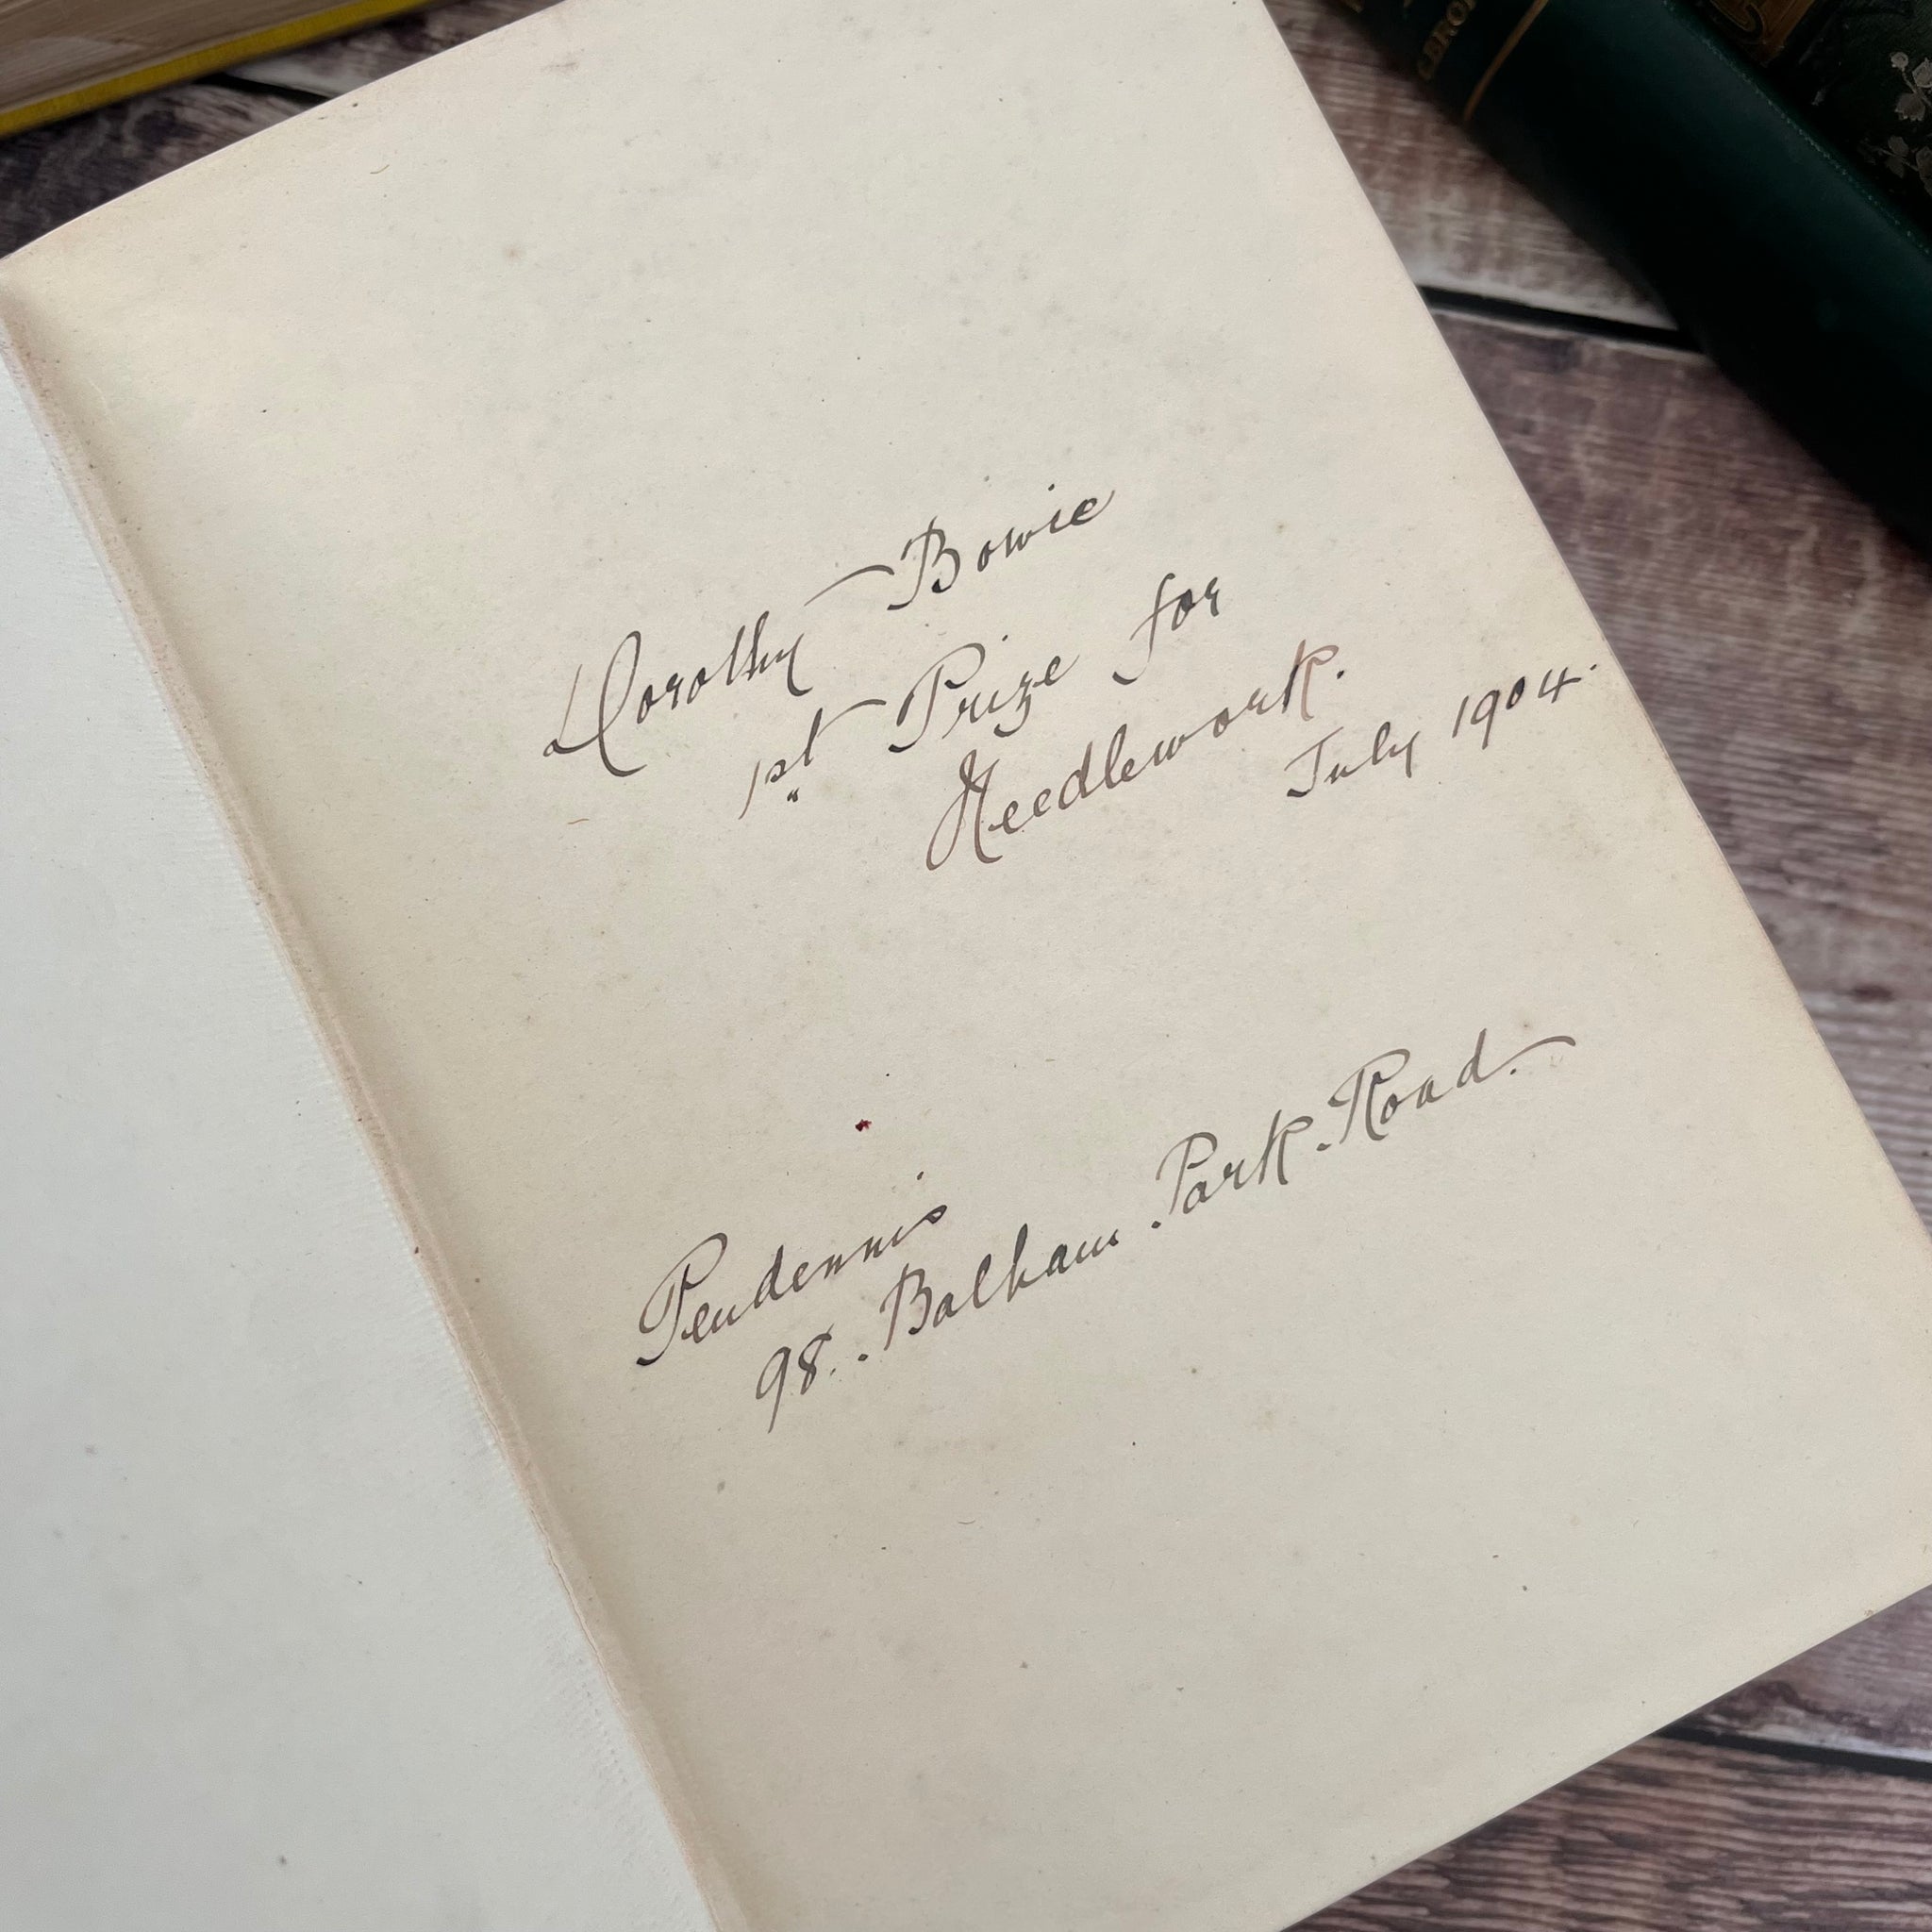 Dorothy Bowie
1st Prize for
Needlework.
July 1904.
Pendennis
98. Balham Park Road.